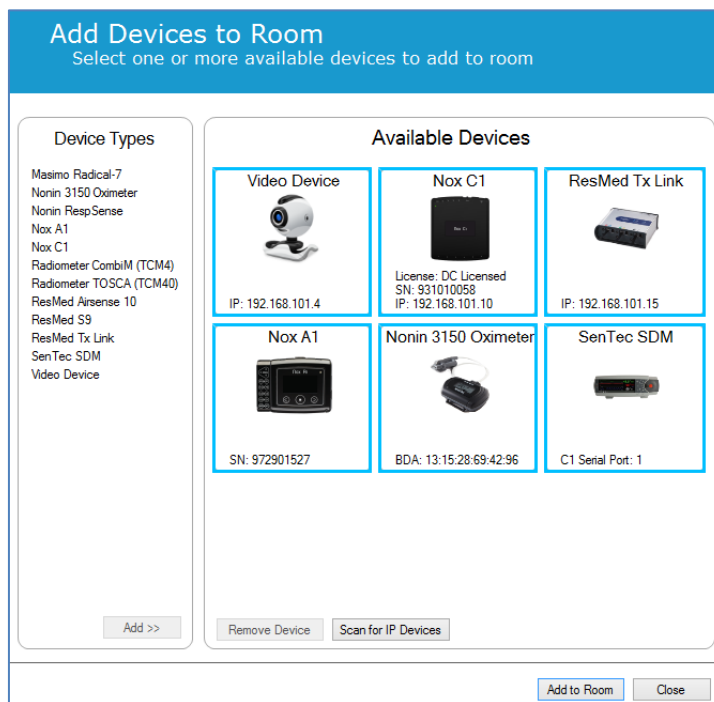 Add Devices to Room
Select one or more available devices to add to room
Device Types
Masimo Radical-7
Nonin 3150 Oximeter
Nonin RespSense
Nox A1
Nox C1
Radiometer CombiM (TCM4)
Radiometer TOSCA (TCM40)
ResMed Airsense 10
ResMed S9
ResMed Tx Link
SenTec SDM
Video Device
Add >>
Available Devices
Video Device
IP: 192.168.101.4
Nox C1
Nox C1
License: DC Licensed
SN: 931010058
IP: 192.168.101.10
ResMed Tx Link
IP: 192.168.101.15
Nox A1
Nox A1
SN: 972901527
Nonin 3150 Oximeter
BDA: 13:15:28:69:42:96
SenTec SDM
C1 Serial Port: 1
Remove Device
Scan for IP Devices
Add to Room
Close